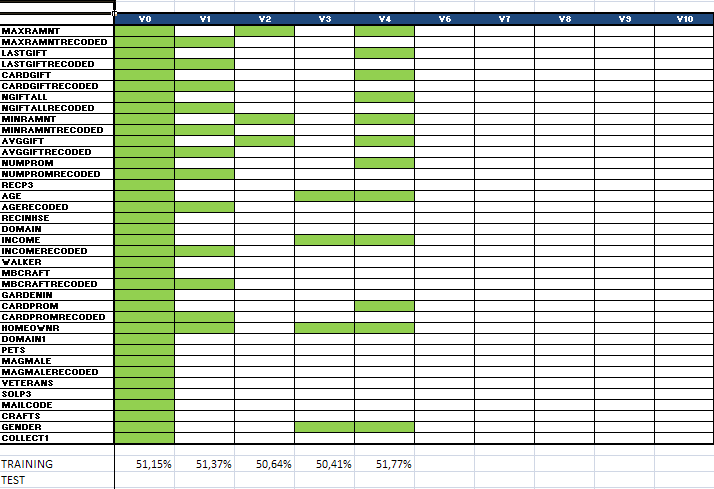 V0 V1 V2 V3 V4 V6 V7 V8 V9 V10
MAXRAMNT
MAXRAMNTRECODED
LASTGIFT
LASTGIFTRECODED
CARDGIFT
CARDGIFTRECODED
NGIFTALL
NGIFTALLRECODED
MINRAMNT
MINRAMNTRECODED
AVGGIFT
AVGGIFTRECODED
NUMPROM
NUMPROMRECODED
RECP3
AGE
AGERECODED
RECINHSE
DOMAIN
INCOME
INCOMERECODED
WALKER
MBCRAFT
MBCRAFTRECODED
GARDENIN
CARDPROM
CARDPROMRECODED
HOMEOWNR
DOMAIN1
PETS
MAGMALE
MAGMALERECODED
VETERANS
SOLP3
MAILCODE
CRAFTS
GENDER
COLLECT1
TRAINING 51,15% 51,37% 50,64% 50,41% 51,77%
TEST